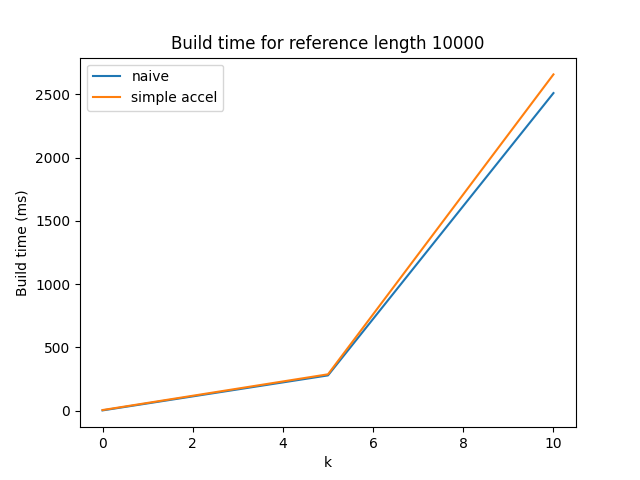 Build time for reference length 10000
naive
simple accel
Build time (ms)
2500
2000
1500
1000
500
0
0 2 4 6 8 10
k